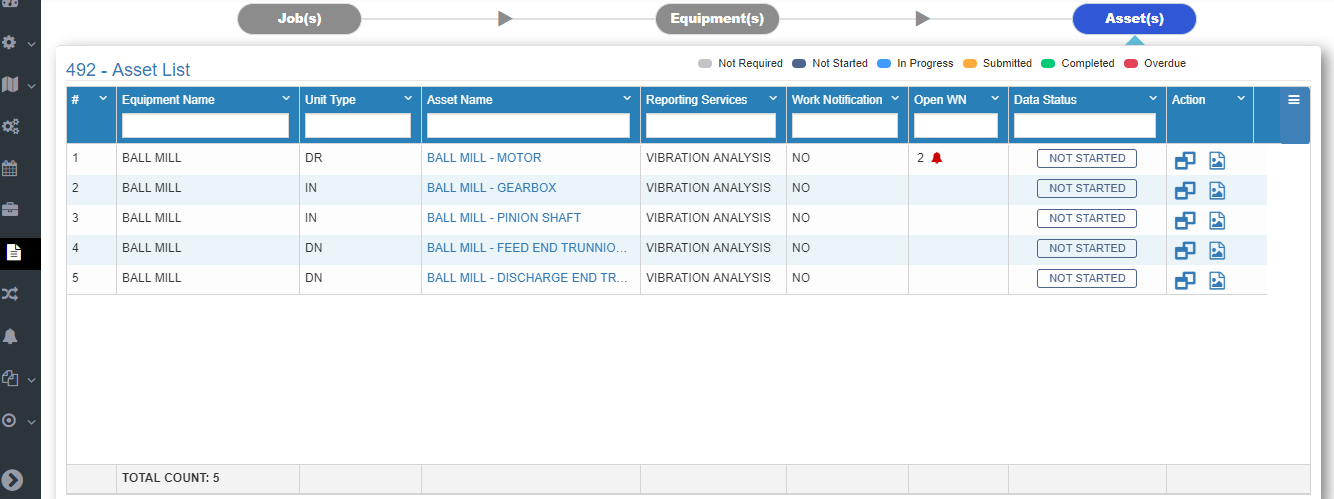 Job(s) Equipment(s) Asset(s)
492 - Asset List
Not Required Not Started In Progress Submitted Completed Overdue
# Equipment Name Unit Type Asset Name Reporting Services Work Notification Open WN Data Status Action
1 BALL MILL DR BALL MILL - MOTOR VIBRATION ANALYSIS NO 2 NOT STARTED
2 BALL MILL IN BALL MILL - GEARBOX VIBRATION ANALYSIS NO NOT STARTED
3 BALL MILL IN BALL MILL - PINION SHAFT VIBRATION ANALYSIS NO NOT STARTED
4 BALL MILL DN BALL MILL - FEED END TRUNNIO... VIBRATION ANALYSIS NO NOT STARTED
5 BALL MILL DN BALL MILL - DISCHARGE END TR... VIBRATION ANALYSIS NO NOT STARTED
TOTAL COUNT: 5